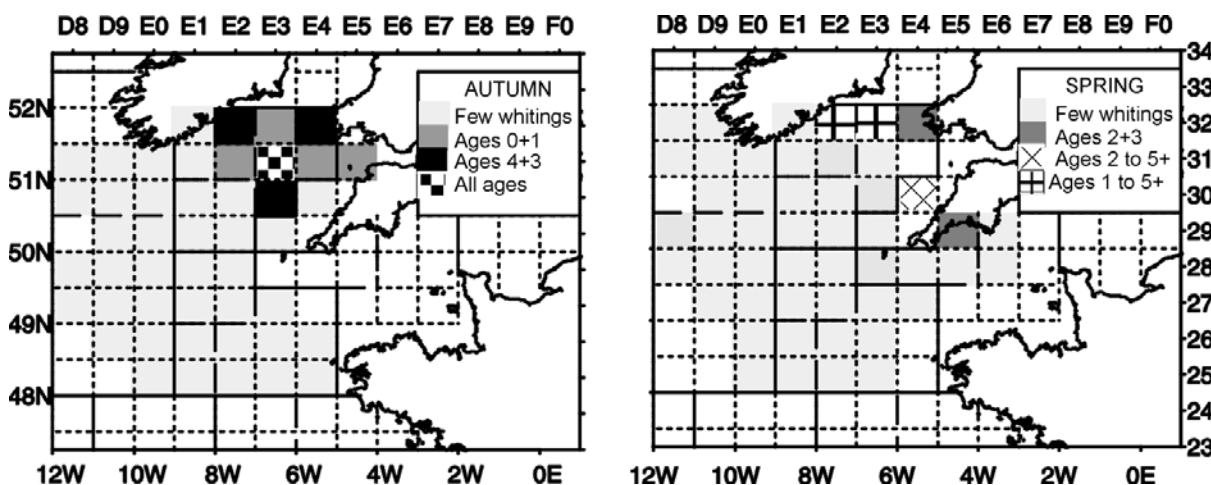 D8 D9 E0 E1 E2 E3 E4 E5 E6 E7 E8 F0
AUTUMN
Few whitings
Ages 0+1
Ages 4+3
All ages
52N
51N
50N
49N
48N
12W 10W 8W 6W 4W 2W 0E
D8 D9 E0 E1 E2 E3 E4 E5 E6 E7 E8 F0
SPRING
Few whitings
Ages 2+3
Ages 2 to 5+
Ages 1 to 5+
34
33
32
31
30
29
28
27
26
25
24
23
12W 10W 8W 6W 4W 2W 0E